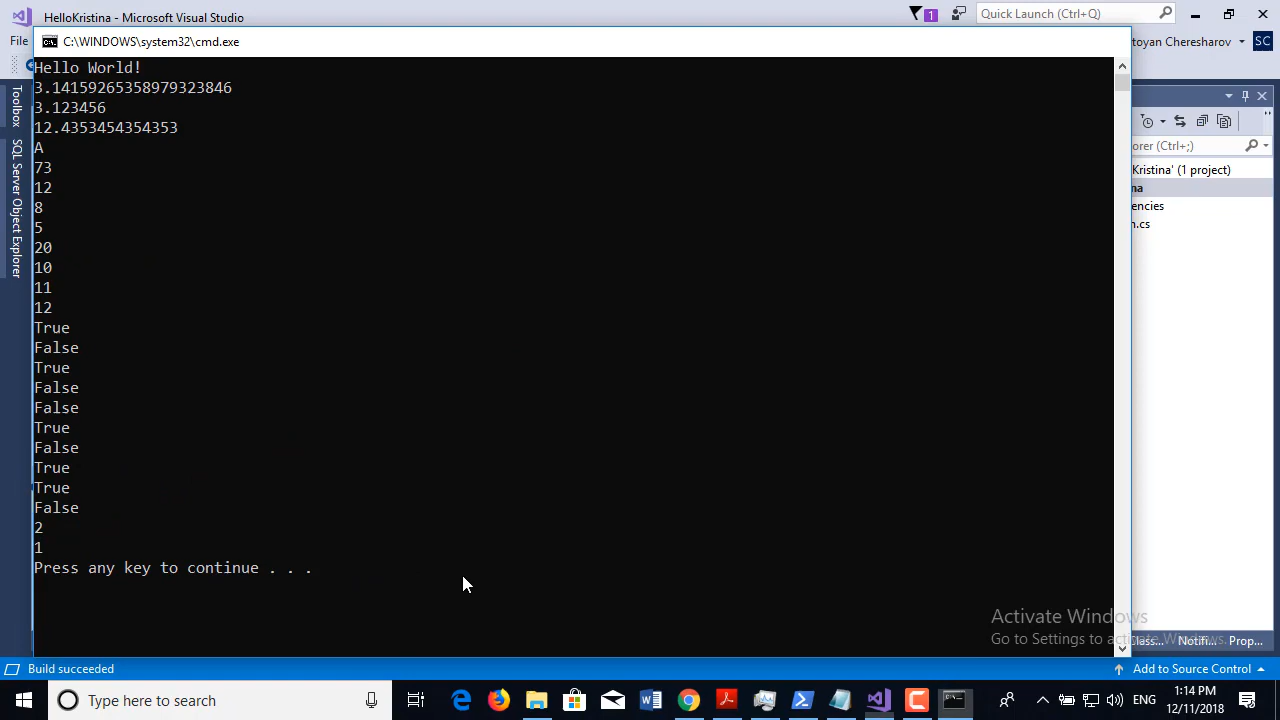 HelloKristina - Microsoft Visual Studio
1
Quick Launch (Ctrl+Q)
File
C:\WINDOWS\system32\cmd.exe
toyan Cheresharov
SC
Hello World!
3.14159265358979323846
3.123456
12.4353454354353
A
73
12
8
5
20
10
11
12
True
False
True
False
False
True
False
True
True
False
2
1
Press any key to continue . . .
Toolbox
SQL Server Object Explorer
orer (Ctrl+;)
Kristina' (1 project)
na
encies
n.cs
Activate Windows
Go to Settings to activate Windows.
Class...
Notifi...
Prop...
Build succeeded
Add to Source Control
Type here to search
ENG
1:14 PM
12/11/2018